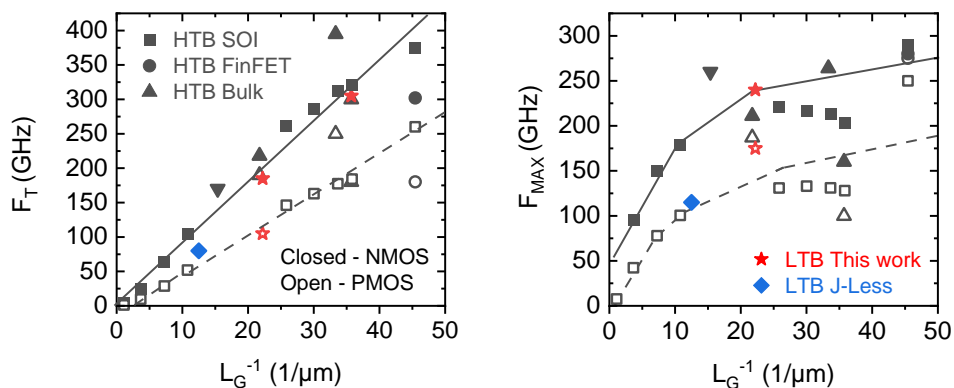 400
350
300
250
200
150
100
50
0
F_T (GHz)
HTB SOI
HTB FinFET
HTB Bulk
Closed - NMOS
Open - PMOS
0 10 20 30 40 50
L_G^-1 (1/µm)
300
250
200
150
100
50
0
F_MAX (GHz)
LTB This work
LTB J-Less
0 10 20 30 40 50
L_G^-1 (1/µm)